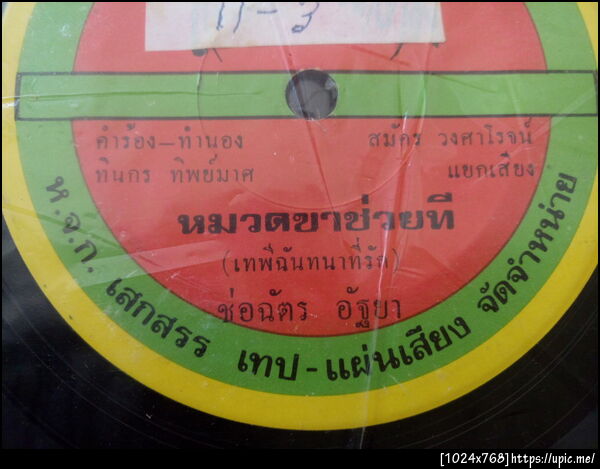 11-3
คำร้อง-ทำนอง
ทินกร ทิพย์มาศ
สมัคร วงศาโรจน์
แยกเสียง
หมวดขาช่วยที
(เทพีฉันทนาที่รัก)
ช่อฉัตร อัฐยา
ห.จ.ก. เสกสรร เทป-แผ่นเสียง จัดจำหน่าย
[1024x768]https://upic.me/